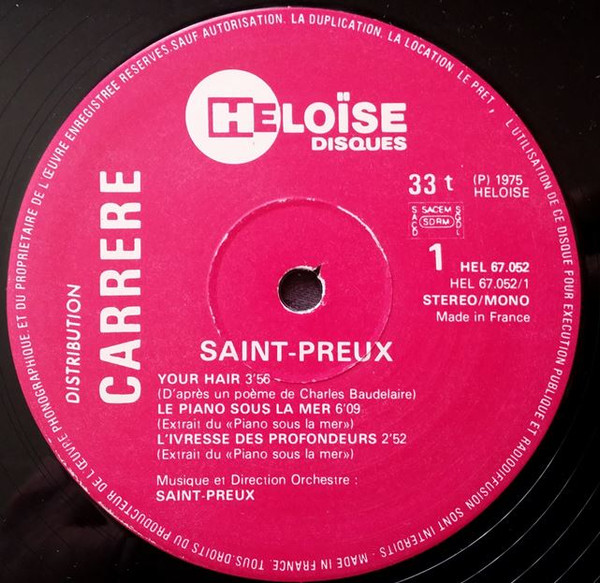 HELOÏSE
DISQUES
33 t
(P) 1975
HELOISE
SACEM
SACD
SDRM
SGDL
1
HEL 67.052
HEL 67.052/1
STEREO/MONO
Made in France
DISTRIBUTION
CARRERE
SAINT-PREUX
YOUR HAIR 3'56
(D'après un poème de Charles Baudelaire)
LE PIANO SOUS LA MER 6'09
(Extrait du «Piano sous la mer»)
L'IVRESSE DES PROFONDEURS 2'52
(Extrait du «Piano sous la mer»)
Musique et Direction Orchestre :
SAINT-PREUX
TOUS.DROITS DU PRODUCTEUR DE L'ŒUVRE PHONOGRAPHIQUE ET DU PROPRIETAIRE DE L'ŒUVRE ENREGISTREE RESERVES.SAUF AUTORISATION. LA DUPLICATION. LA LOCATION. LE PRET, L'UTILISATION DE CE DISQUE POUR EXECUTION PUBLIQUE ET RADIODIFFUSION SONT INTERDITS - MADE IN FRANCE.